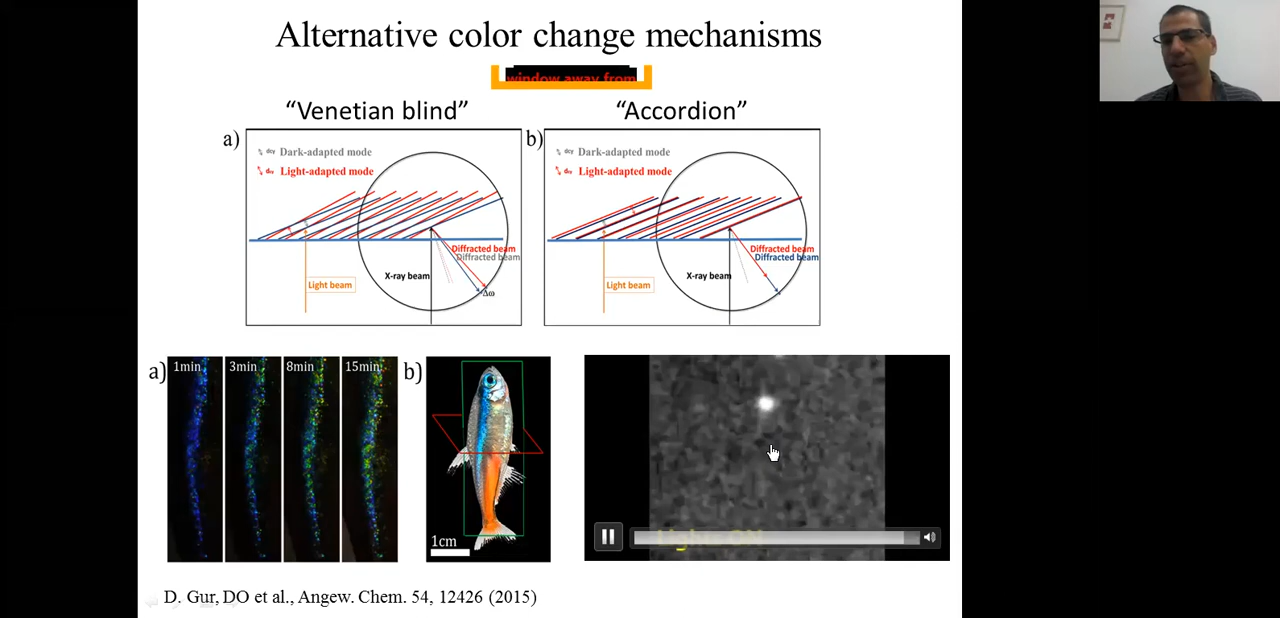 Alternative color change mechanisms
window away from
“Venetian blind”
“Accordion”
a)
Dark-adapted mode
Light-adapted mode
Diffracted beam
Diffracted beam
X-ray beam
Light beam
Δω
b)
Dark-adapted mode
Light-adapted mode
Diffracted beam
Diffracted beam
X-ray beam
Light beam
a)
1min
3min
8min
15min
b)
1cm
Lights ON
D. Gur, DO et al., Angew. Chem. 54, 12426 (2015)